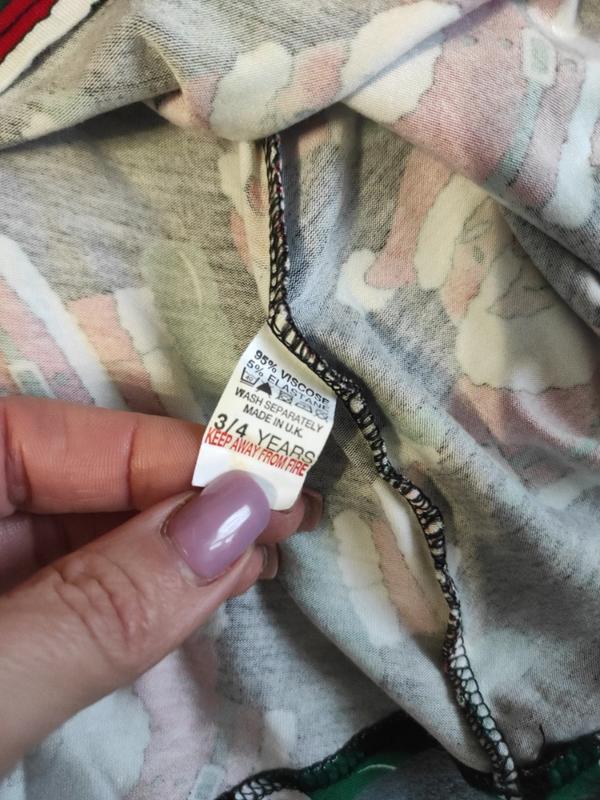 95% VISCOSE
5% ELASTANE
WASH SEPARATELY
MADE IN U.K.
3/4 YEARS
KEEP AWAY FROM FIRE